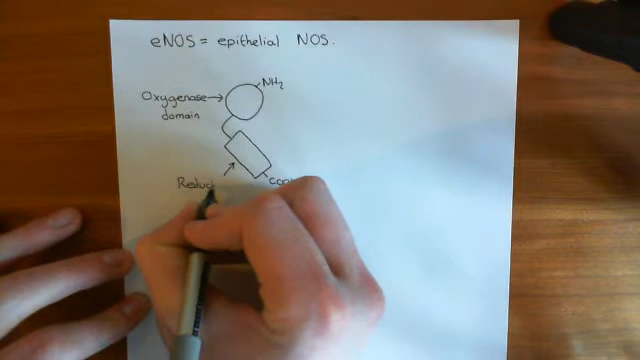 eNOS = epithelial NOS.
NH₂
Oxygenase
domain